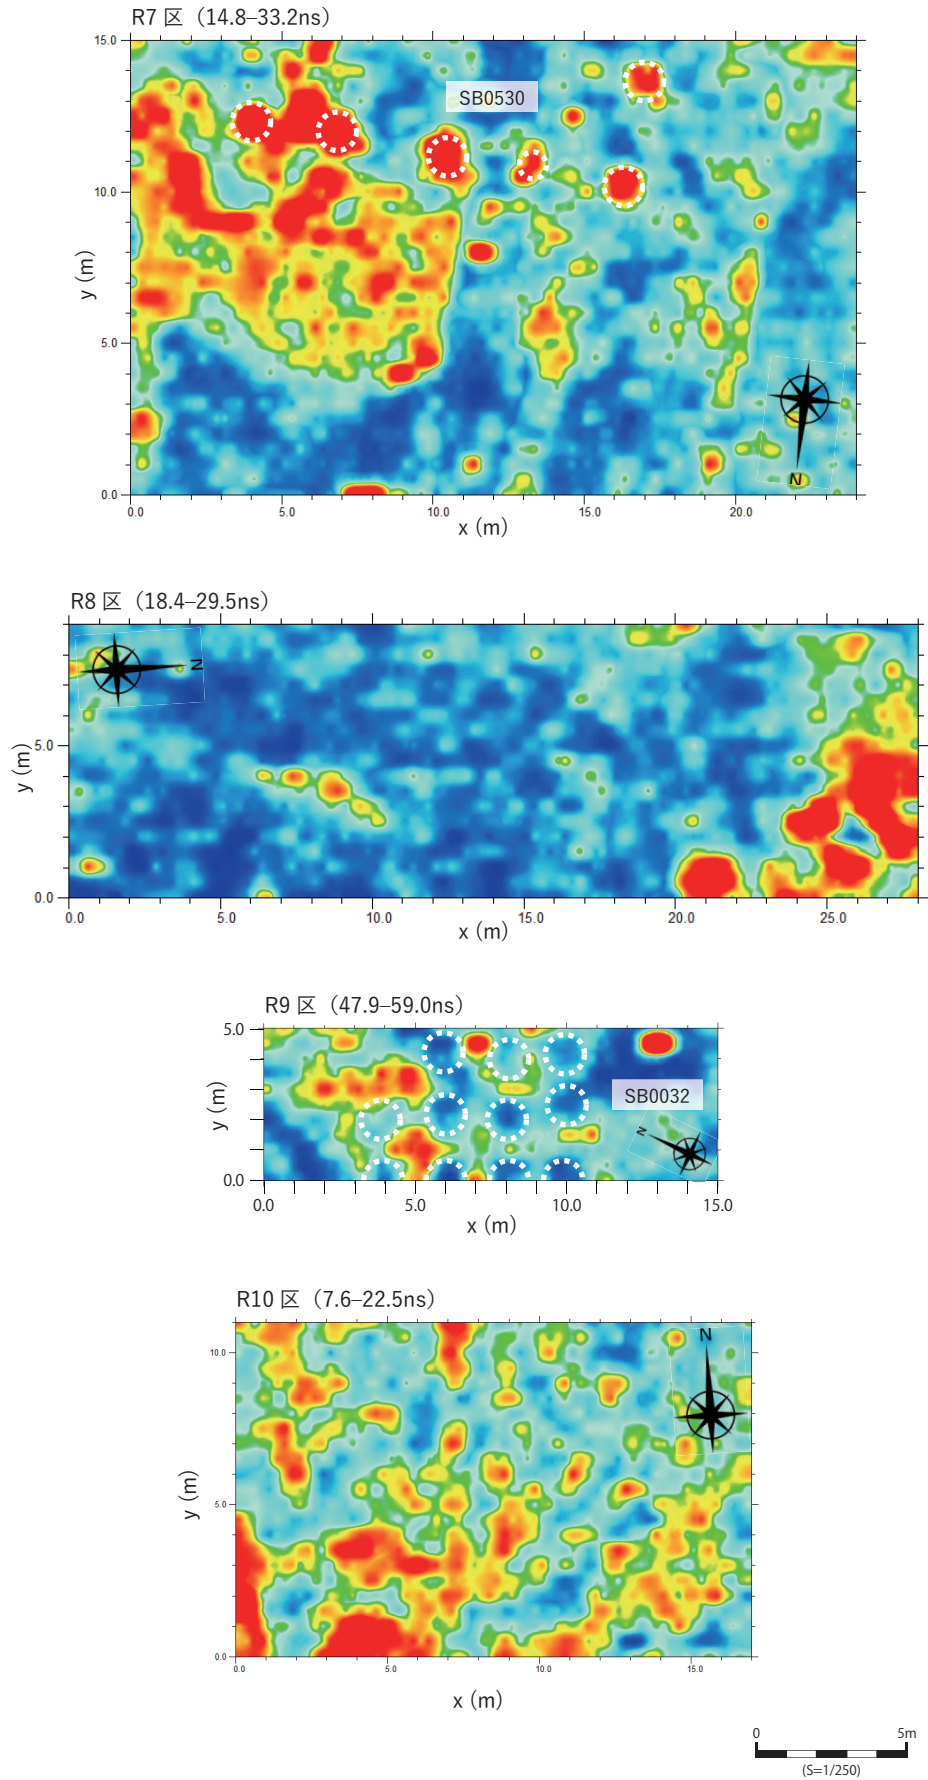 R7 区（14.8–33.2ns）
15.0
SB0530
10.0
y (m)
5.0
N
0.0
0.0 5.0 10.0 15.0 20.0
x (m)
R8 区（18.4–29.5ns）
N
5.0
y (m)
0.0
0.0 5.0 10.0 15.0 20.0 25.0
x (m)
R9 区（47.9–59.0ns）
5.0
SB0032
y (m)
N
0.0
0.0 5.0 10.0 15.0
x (m)
R10 区（7.6–22.5ns）
N
10.0
y (m)
5.0
0.0
0.0 5.0 10.0 15.0
x (m)
0 5m
(S=1/250)